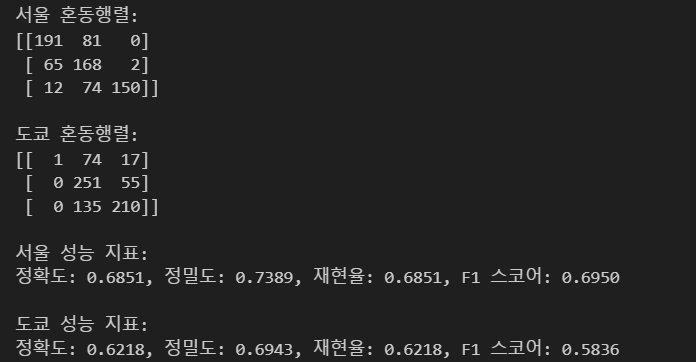 서울 혼동행렬:
[[191  81   0]
 [ 65 168   2]
 [ 12  74 150]]
도쿄 혼동행렬:
[[  1  74  17]
 [  0 251  55]
 [  0 135 210]]
서울 성능 지표:
정확도: 0.6851, 정밀도: 0.7389, 재현율: 0.6851, F1 스코어: 0.6950
도쿄 성능 지표:
정확도: 0.6218, 정밀도: 0.6943, 재현율: 0.6218, F1 스코어: 0.5836